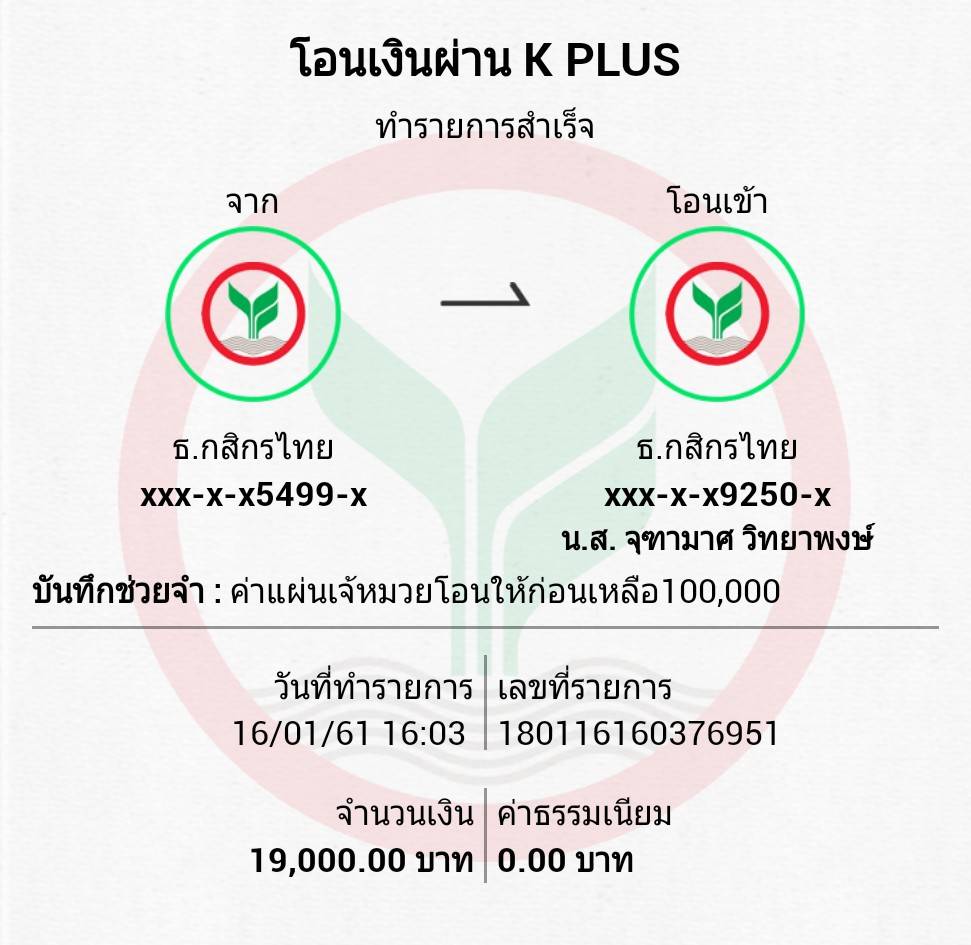 โอนเงินผ่าน K PLUS
ทำรายการสำเร็จ
จาก
โอนเข้า
ธ.กสิกรไทย
ธ.กสิกรไทย
xxx-x-x5499-x
xxx-x-x9250-x
น.ส. จุฑามาศ วิทยาพงษ์
บันทึกช่วยจำ : ค่าแผ่นเจ้หมวยโอนให้ก่อนเหลือ100,000
วันที่ทำรายการ
เลขที่รายการ
16/01/61 16:03
180116160376951
จำนวนเงิน
ค่าธรรมเนียม
19,000.00 บาท
0.00 บาท